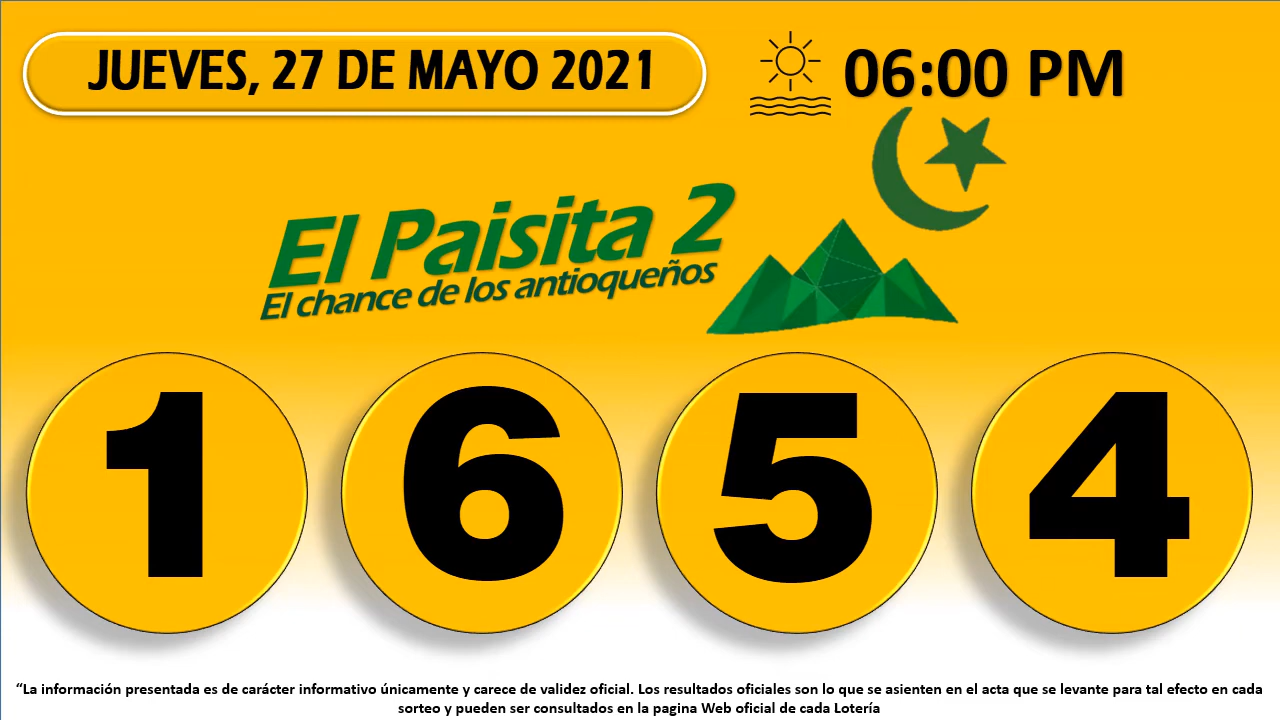 JUEVES, 27 DE MAYO 2021
06:00 PM
El Paisita 2
El chance de los antioqueños
1 6 5 4
“La información presentada es de carácter informativo únicamente y carece de validez oficial. Los resultados oficiales son lo que se asienten en el acta que se levante para tal efecto en cada
sorteo y pueden ser consultados en la pagina Web oficial de cada Lotería